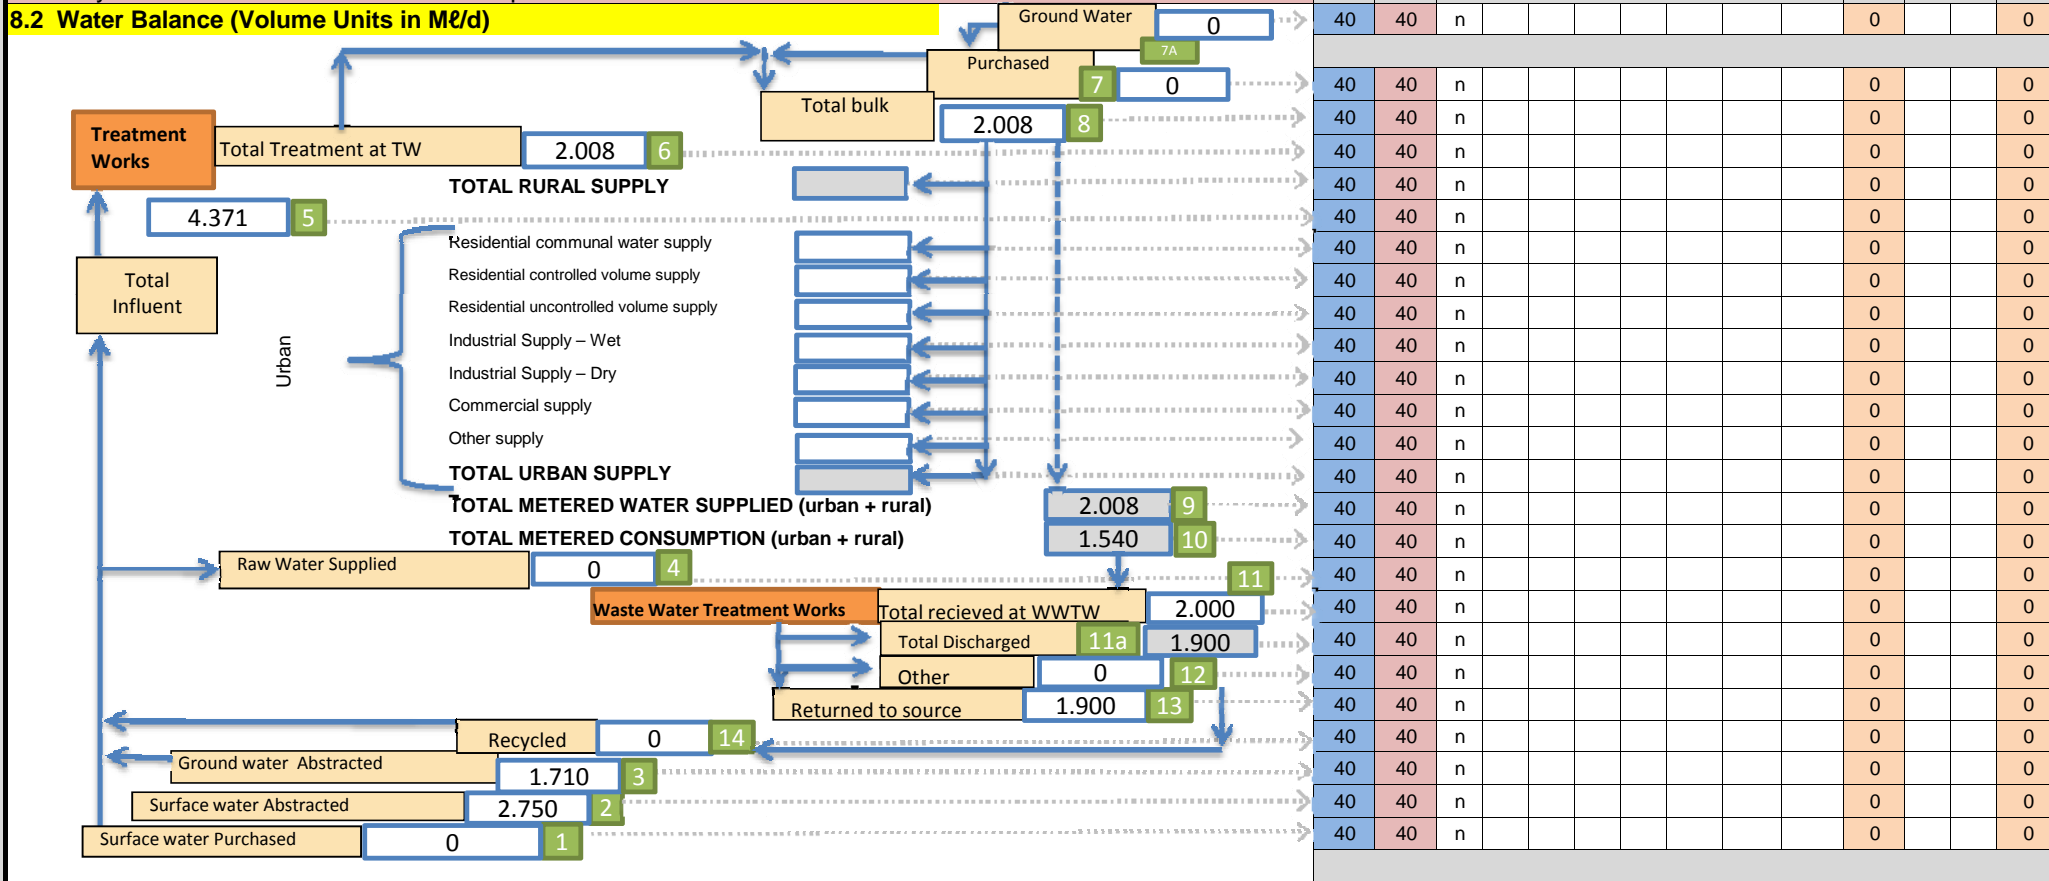 8.2 Water Balance (Volume Units in Mℓ/d)
Ground Water 0 40 40 n 0 0
7A
Purchased
7 0 40 40 n 0 0
Total bulk
2.008 8 40 40 n 0 0
Treatment Works
Total Treatment at TW 2.008 6 40 40 n 0 0
TOTAL RURAL SUPPLY 40 40 n 0 0
4.371 5 40 40 n 0 0
Residential communal water supply 40 40 n 0 0
Total Influent
Residential controlled volume supply 40 40 n 0 0
Residential uncontrolled volume supply 40 40 n 0 0
Urban
Industrial Supply – Wet 40 40 n 0 0
Industrial Supply – Dry 40 40 n 0 0
Commercial supply 40 40 n 0 0
Other supply 40 40 n 0 0
TOTAL URBAN SUPPLY 40 40 n 0 0
TOTAL METERED WATER SUPPLIED (urban + rural) 2.008 9 40 40 n 0 0
TOTAL METERED CONSUMPTION (urban + rural) 1.540 10 40 40 n 0 0
Raw Water Supplied 0 4 11 40 40 n 0 0
Waste Water Treatment Works Total recieved at WWTW 2.000 40 40 n 0 0
Total Discharged 11a 1.900 40 40 n 0 0
Other 0 12 40 40 n 0 0
Returned to source 1.900 13 40 40 n 0 0
Recycled 0 14 40 40 n 0 0
Ground water Abstracted 1.710 3 40 40 n 0 0
Surface water Abstracted 2.750 2 40 40 n 0 0
Surface water Purchased 0 1 40 40 n 0 0